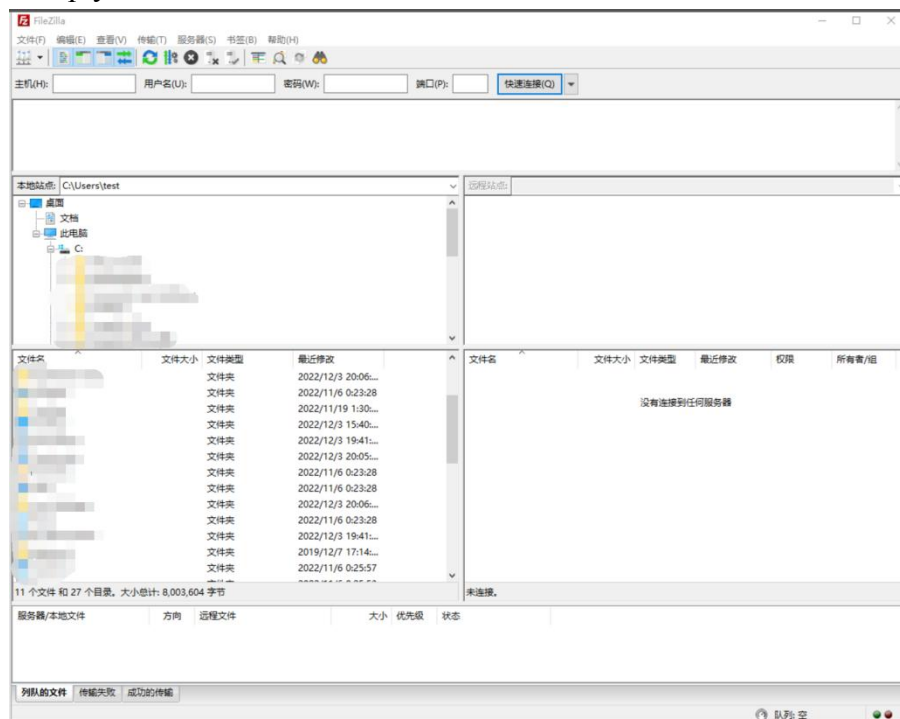 FileZilla
文件(F) 编辑(E) 查看(V) 传输(T) 服务器(S) 书签(B) 帮助(H)
主机(H): 用户名(U): 密码(W): 端口(P): 快速连接(Q)
本地站点: C:\Users\test 远程站点:
桌面
文档
此电脑
C:
文件名 文件大小 文件类型 最近修改 文件名 文件大小 文件类型 最近修改 权限 所有者/组
文件夹 2022/12/3 20:06:...
文件夹 2022/11/6 0:23:28
没有连接到任何服务器
文件夹 2022/11/19 1:30:...
文件夹 2022/12/3 15:40:...
文件夹 2022/12/3 19:41:...
文件夹 2022/12/3 20:05:...
文件夹 2022/11/6 0:23:28
文件夹 2022/11/6 0:23:28
文件夹 2022/12/3 20:06:...
文件夹 2022/11/6 0:23:28
文件夹 2022/12/3 19:41:...
文件夹 2019/12/7 17:14:...
文件夹 2022/11/6 0:25:57
11 个文件 和 27 个目录。大小总计: 8,003,604 字节 未连接。
服务器/本地文件 方向 远程文件 大小 优先级 状态
列队的文件 传输失败 成功的传输
队列: 空